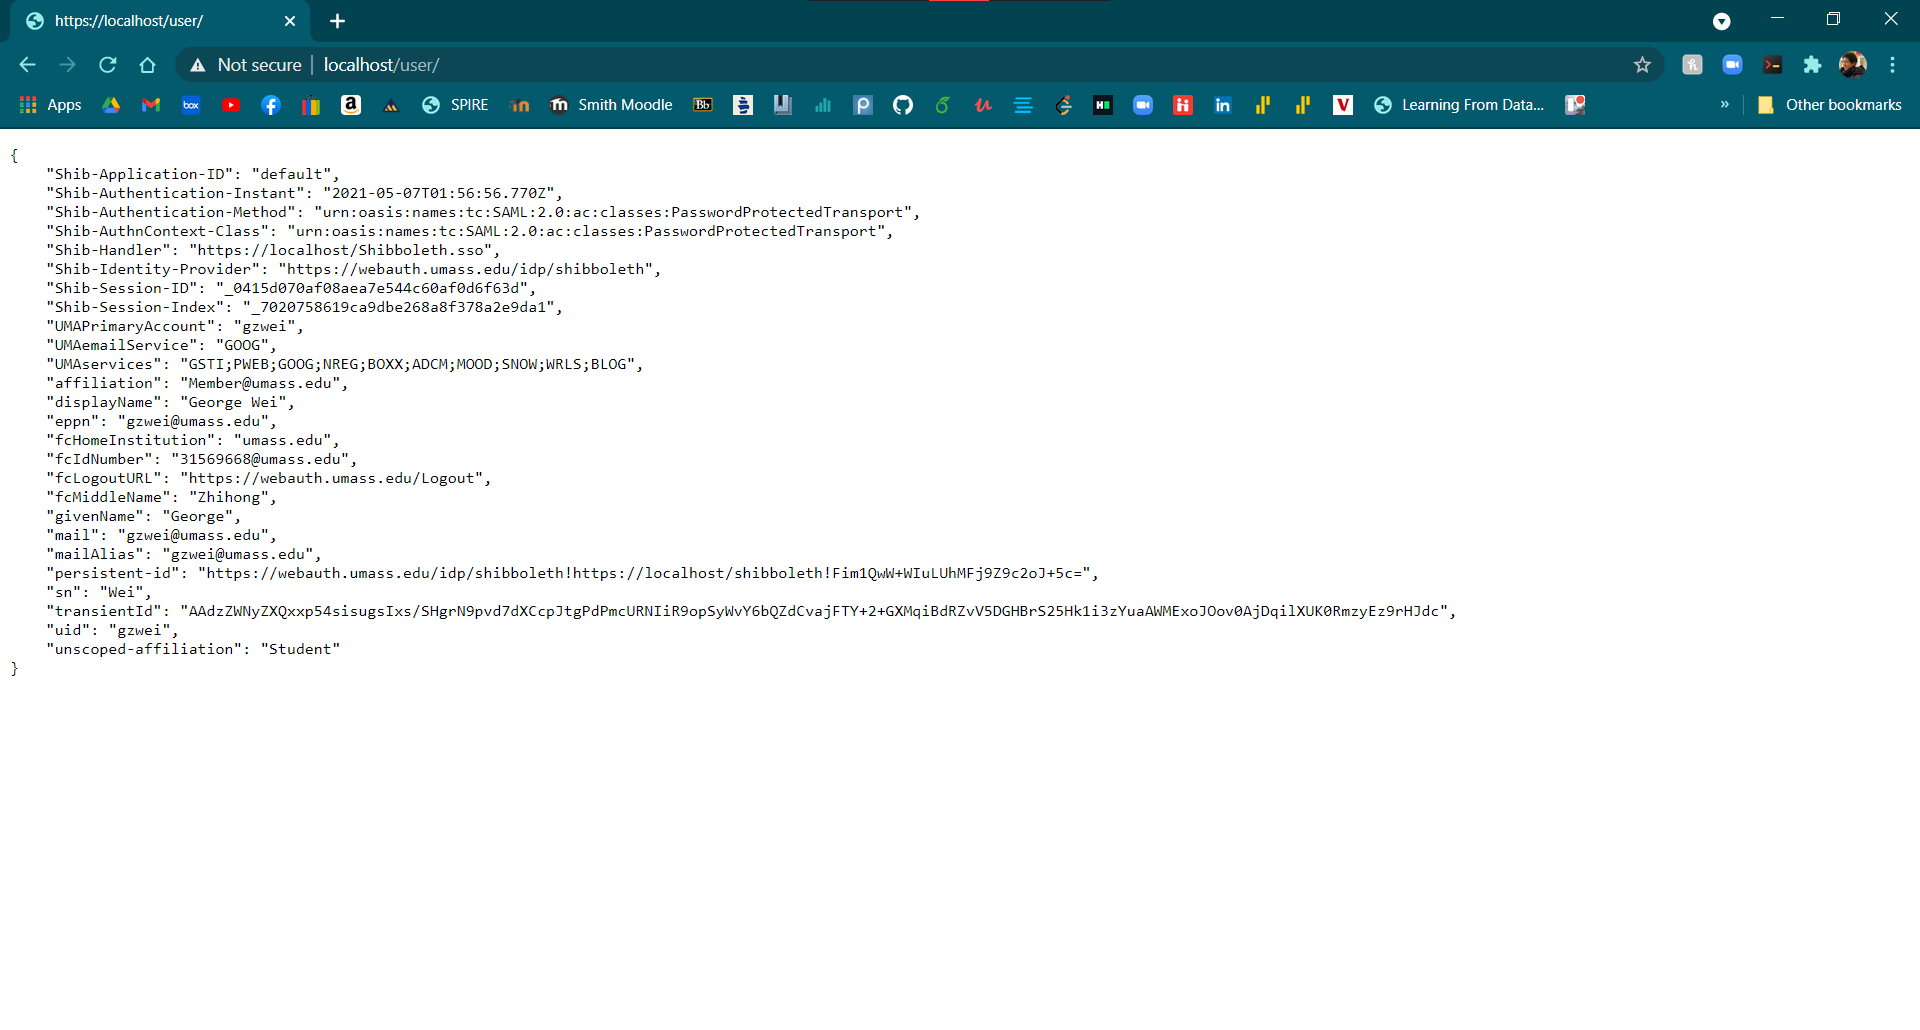 https://localhost/user/
Not secure | localhost/user/
Apps
box
a
SPIRE
Smith Moodle
Bb
in
V
Learning From Data...
»
Other bookmarks
{
"Shib-Application-ID": "default",
"Shib-Authentication-Instant": "2021-05-07T01:56:56.770Z",
"Shib-Authentication-Method": "urn:oasis:names:tc:SAML:2.0:ac:classes:PasswordProtectedTransport",
"Shib-AuthnContext-Class": "urn:oasis:names:tc:SAML:2.0:ac:classes:PasswordProtectedTransport",
"Shib-Handler": "https://localhost/Shibboleth.sso",
"Shib-Identity-Provider": "https://webauth.umass.edu/idp/shibboleth",
"Shib-Session-ID": "_0415d070af08aea7e544c60af0d6f63d",
"Shib-Session-Index": "_7020758619ca9dbe268a8f378a2e9da1",
"UMAPrimaryAccount": "gzwei",
"UMAemailService": "GOOG",
"UMAservices": "GSTI;PWEB;GOOG;NREG;BOXX;ADCM;MOOD;SNOW;WRLS;BLOG",
"affiliation": "Member@umass.edu",
"displayName": "George Wei",
"eppn": "gzwei@umass.edu",
"fcHomeInstitution": "umass.edu",
"fcIdNumber": "31569668@umass.edu",
"fcLogoutURL": "https://webauth.umass.edu/Logout",
"fcMiddleName": "Zhihong",
"givenName": "George",
"mail": "gzwei@umass.edu",
"mailAlias": "gzwei@umass.edu",
"persistent-id": "https://webauth.umass.edu/idp/shibboleth!https://localhost/shibboleth!Fim1QwW+WIuLUhMFj9Z9c2oJ+5c=",
"sn": "Wei",
"transientId": "AAdzZWNyZXQxxp54sisugsIxs/SHgrN9pvd7dXCcpJtgPdPmcURNIiR9opSyWvY6bQZdCvajFTY+2+GXMqiBdRZvV5DGHBrS25Hk1i3zYuaAWMExoJOov0AjDqilXUK0RmzyEz9rHJdc",
"uid": "gzwei",
"unscoped-affiliation": "Student"
}